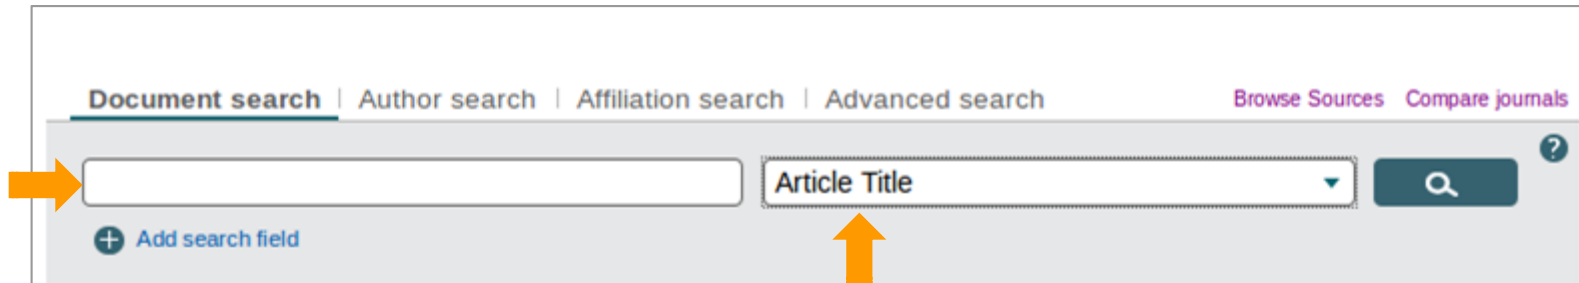 Document search | Author search | Affiliation search | Advanced search Browse Sources Compare journals
?
Article Title
Add search field